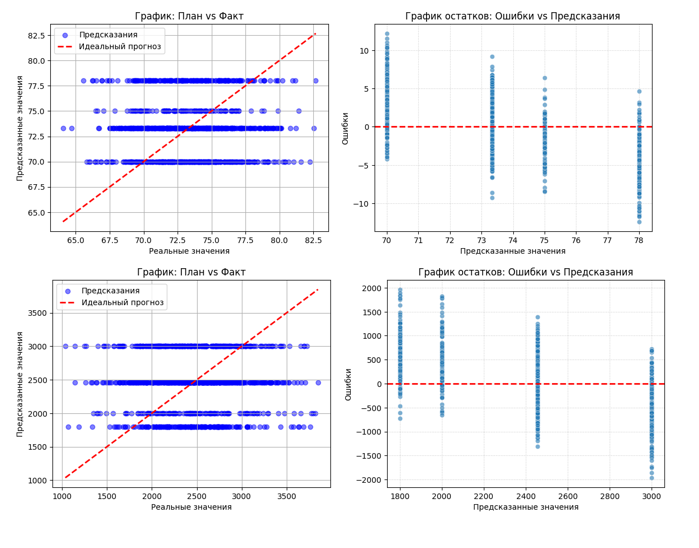 График: План vs Факт
Предсказания
Идеальный прогноз
Предсказанные значения
82.5
80.0
77.5
75.0
72.5
70.0
67.5
65.0
65.0 67.5 70.0 72.5 75.0 77.5 80.0 82.5
Реальные значения
График остатков: Ошибки vs Предсказания
Ошибки
10
5
0
−5
−10
70 71 72 73 74 75 76 77 78
Предсказанные значения
График: План vs Факт
Предсказания
Идеальный прогноз
Предсказанные значения
3500
3000
2500
2000
1500
1000
1000 1500 2000 2500 3000 3500
Реальные значения
График остатков: Ошибки vs Предсказания
Ошибки
2000
1500
1000
500
0
−500
−1000
−1500
−2000
1800 2000 2200 2400 2600 2800 3000
Предсказанные значения